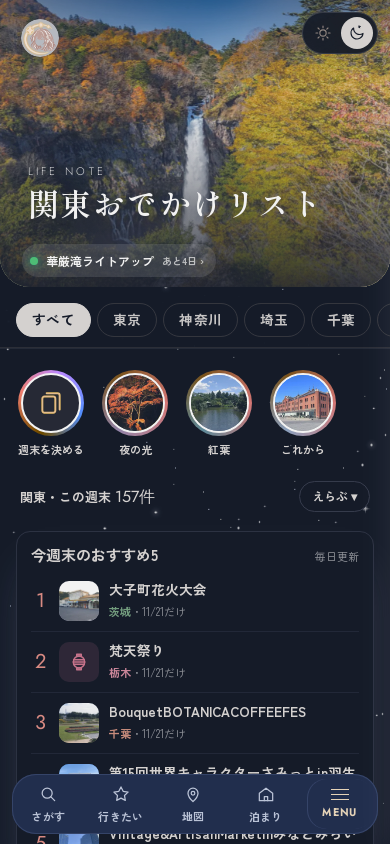 LIFE NOTE
関東おでかけリスト
華厳滝ライトアップ あと4日 ›
すべて 東京 神奈川 埼玉 千葉
週末を決める 夜の光 紅葉 これから
関東・この週末 157件 えらぶ ▾
今週末のおすすめ5 毎日更新
1 大子町花火大会
茨城・11/21だけ
2 梵天祭り
栃木・11/21だけ
3 BouquetBOTANICACOFFEEFES
千葉・11/21だけ
第15回世界キャラクターさみっとin羽生
さがす 行きたい 地図 泊まり MENU